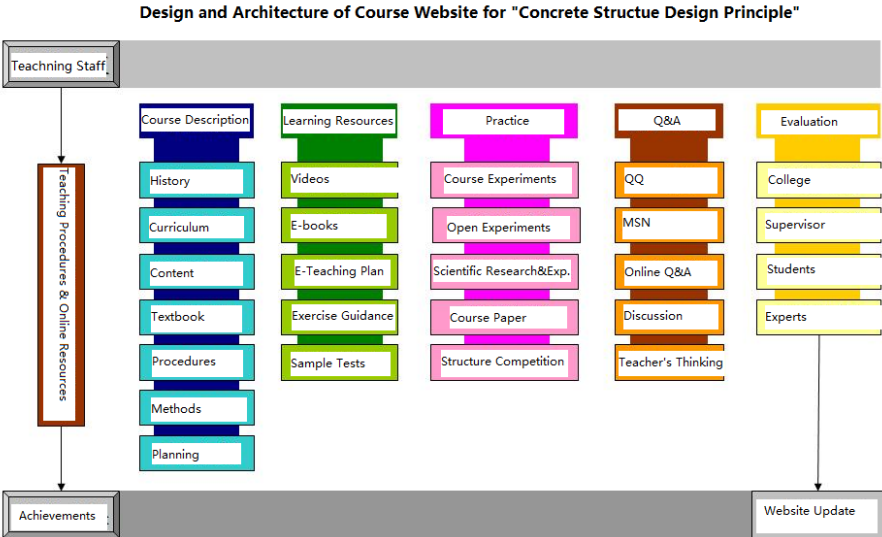 Design and Architecture of Course Website for "Concrete Structue Design Principle"
Teachning Staff
Teaching Procedures & Online Resources
Achievements
Course Description
History
Curriculum
Content
Textbook
Procedures
Methods
Planning
Learning Resources
Videos
E-books
E-Teaching Plan
Exercise Guidance
Sample Tests
Practice
Course Experiments
Open Experiments
Scientific Research&Exp.
Course Paper
Structure Competition
Q&A
QQ
MSN
Online Q&A
Discussion
Teacher's Thinking
Evaluation
College
Supervisor
Students
Experts
Website Update